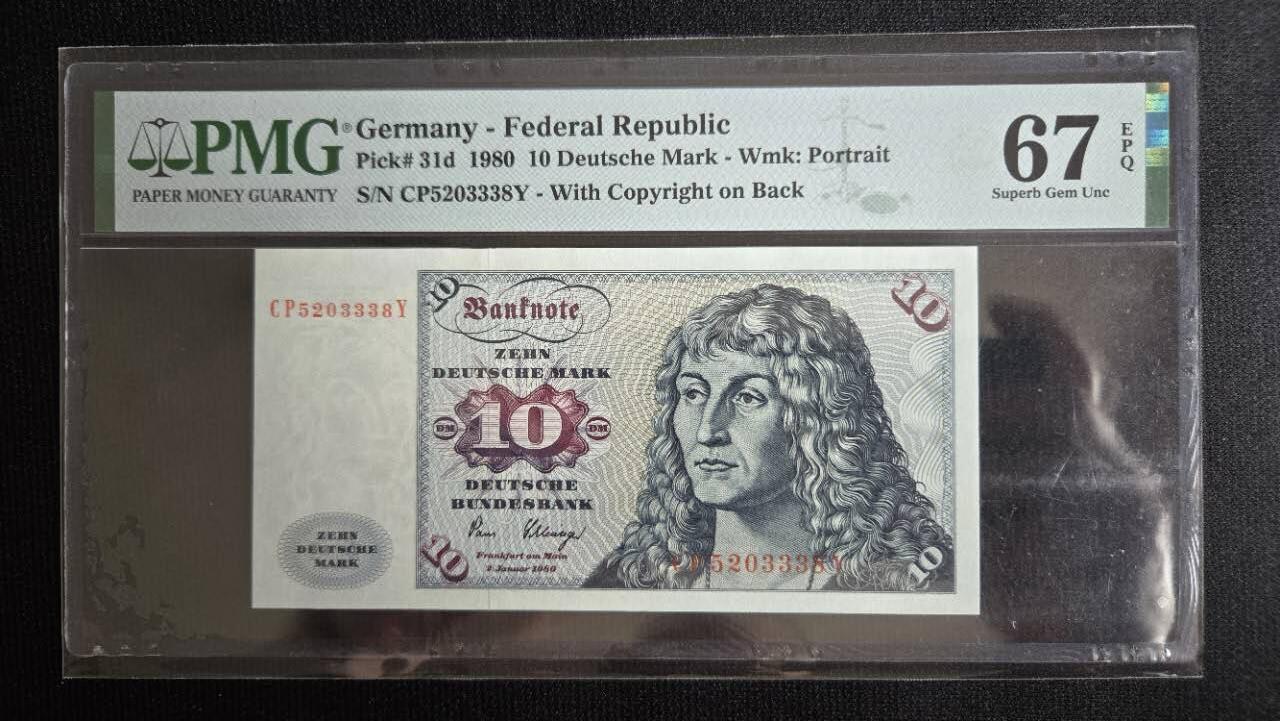 PMG®
PAPER MONEY GUARANTY
Germany - Federal Republic
Pick# 31d 1980 10 Deutsche Mark - Wmk: Portrait
S/N CP5203338Y - With Copyright on Back
67
EPQ
Superb Gem Unc
CP5203338Y
10
Banknote
10
ZEHN
DEUTSCHE MARK
DM 10 DM
DEUTSCHE
BUNDESBANK
Frankfurt am Main
2. Januar 1980
ZEHN
DEUTSCHE
MARK
10
CP5203338Y
10